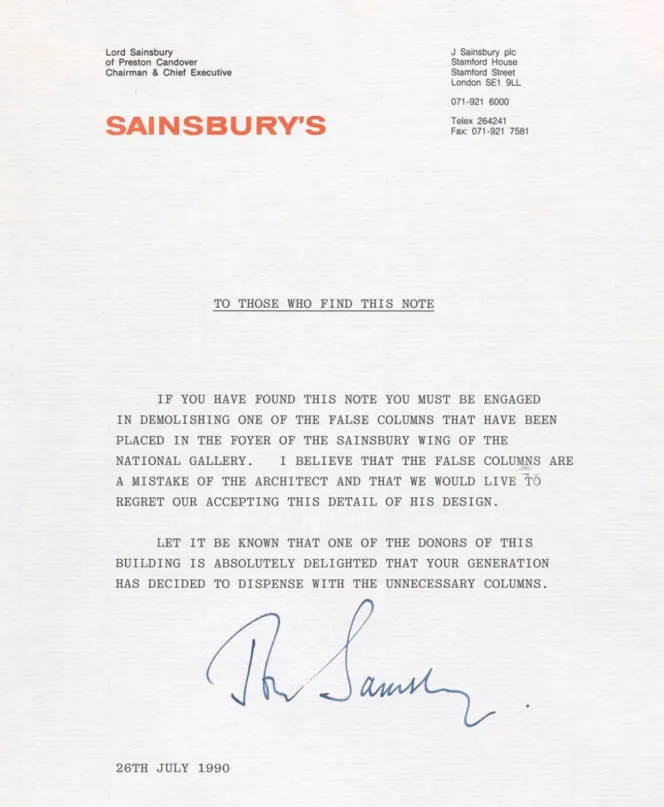 Lord Sainsbury
of Preston Candover
Chairman & Chief Executive
J Sainsbury plc
Stamford House
Stamford Street
London SE1 9LL
071-921 6000
Telex 264241
Fax: 071-921 7581
SAINSBURY'S
TO THOSE WHO FIND THIS NOTE
IF YOU HAVE FOUND THIS NOTE YOU MUST BE ENGAGED
IN DEMOLISHING ONE OF THE FALSE COLUMNS THAT HAVE BEEN
PLACED IN THE FOYER OF THE SAINSBURY WING OF THE
NATIONAL GALLERY. I BELIEVE THAT THE FALSE COLUMNS ARE
A MISTAKE OF THE ARCHITECT AND THAT WE WOULD LIVE TO
REGRET OUR ACCEPTING THIS DETAIL OF HIS DESIGN.
LET IT BE KNOWN THAT ONE OF THE DONORS OF THIS
BUILDING IS ABSOLUTELY DELIGHTED THAT YOUR GENERATION
HAS DECIDED TO DISPENSE WITH THE UNNECESSARY COLUMNS.
26TH JULY 1990